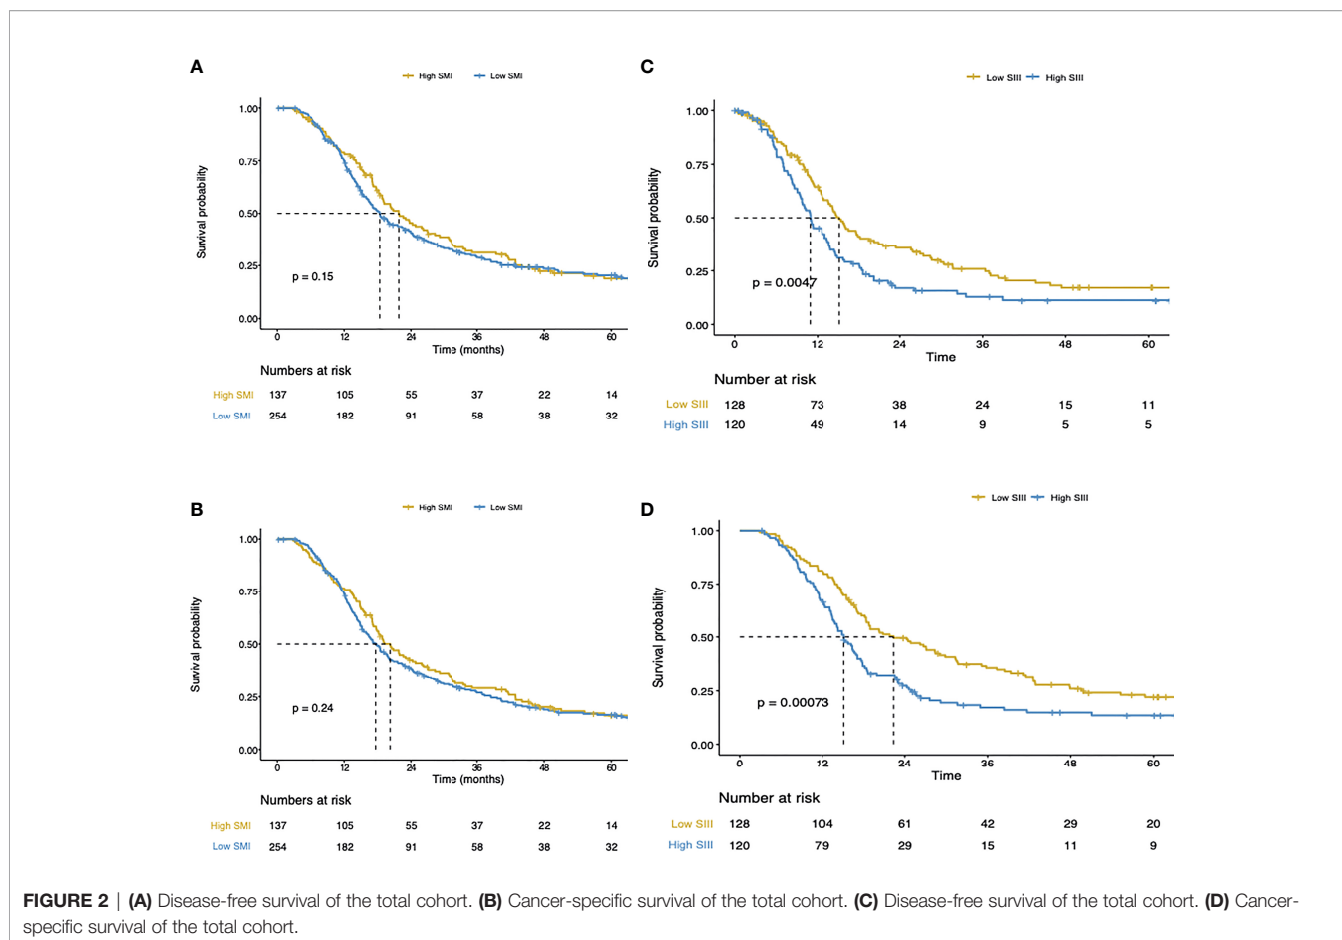 A
High SMI Low SMI
1.00
0.75
0.50
0.25
0.00
Survival probability
p = 0.15
0 12 24 36 48 60
Time (months)
Numbers at risk
High SMI 137 105 55 37 22 14
Low SMI 254 182 91 58 38 32
C
Low SIII High SIII
1.00
0.75
0.50
0.25
0.00
Survival probability
p = 0.0047
0 12 24 36 48 60
Time
Number at risk
Low SIII 128 73 38 24 15 11
High SIII 120 49 14 9 5 5
B
High SMI Low SMI
1.00
0.75
0.50
0.25
0.00
Survival probability
p = 0.24
0 12 24 36 48 60
Time (months)
Numbers at risk
High SMI 137 105 55 37 22 14
Low SMI 254 182 91 58 38 32
D
Low SIII High SIII
1.00
0.75
0.50
0.25
0.00
Survival probability
p = 0.00073
0 12 24 36 48 60
Time
Number at risk
Low SIII 128 104 61 42 29 20
High SIII 120 79 29 15 11 9
FIGURE 2 | (A) Disease-free survival of the total cohort. (B) Cancer-specific survival of the total cohort. (C) Disease-free survival of the total cohort. (D) Cancer-
specific survival of the total cohort.